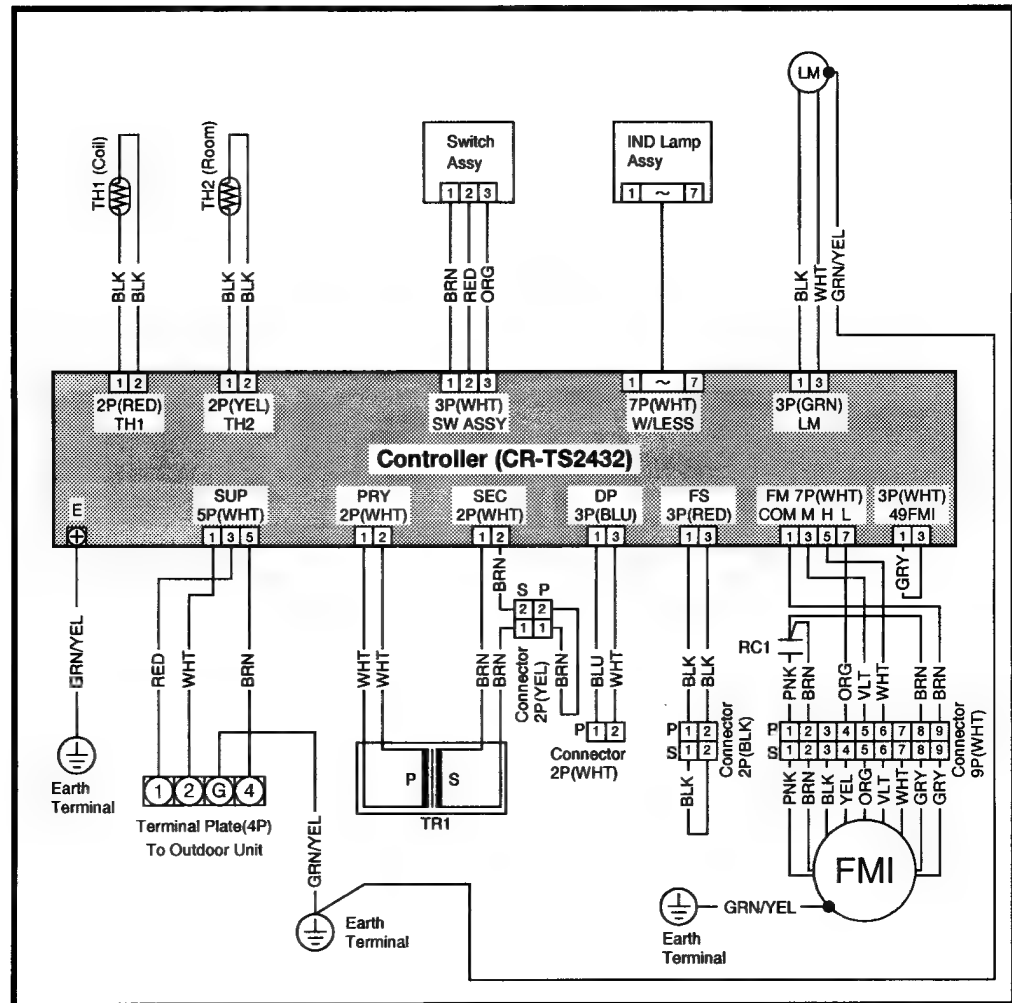 LM
TH1 (Coil)
TH2 (Room)
Switch
Assy
1 2 3
IND Lamp
Assy
1 ~ 7
BLK
BLK
BLK
BLK
BRN
RED
ORG
BLK
WHT
GRN/YEL
1 2
2P(RED)
TH1
1 2
2P(YEL)
TH2
1 2 3
3P(WHT)
SW ASSY
1 ~ 7
7P(WHT)
W/LESS
1 3
3P(GRN)
LM
Controller (CR-TS2432)
E
SUP
5P(WHT)
1 3 5
PRY
2P(WHT)
1 2
SEC
2P(WHT)
1 2
DP
3P(BLU)
1 3
FS
3P(RED)
1 3
FM 7P(WHT)
COM M H L
1 3 5 7
3P(WHT)
49FMI
1 3
GRN/YEL
RED
WHT
BRN
WHT
WHT
BRN
BRN
BRN
S P
2 2
1 1
Connector
2P(YEL)
BRN
BLU
WHT
P 1 2
Connector
2P(WHT)
BLK
BLK
P 1 2
S 1 2
Connector
2P(BLK)
BLK
GRY
RC1
PNK
BRN
ORG
VLT
WHT
BRN
BRN
P 1 2 3 4 5 6 7 8 9
S 1 2 3 4 5 6 7 8 9
Connector
9P(WHT)
PNK
BRN
BLK
YEL
ORG
VLT
WHT
GRY
GRY
FMI
GRN/YEL
Earth
Terminal
Earth
Terminal
1 2 G 4
Terminal Plate(4P)
To Outdoor Unit
GRN/YEL
Earth
Terminal
P S
TR1